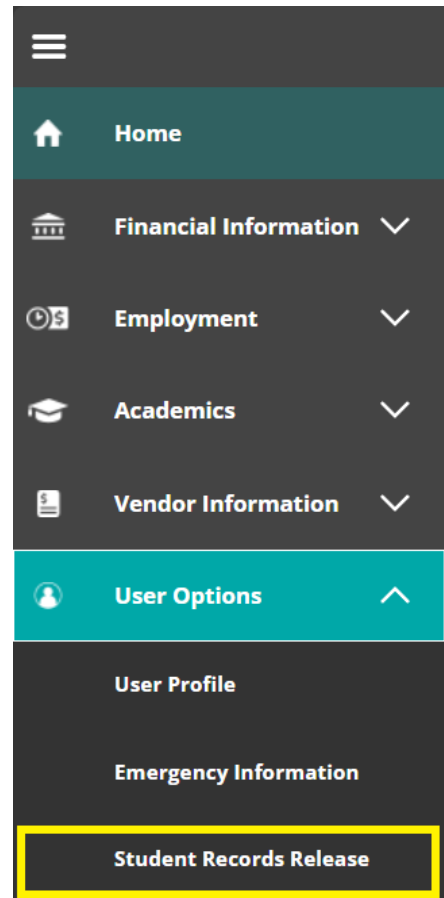 Home
Financial Information
Employment
$
Academics
Vendor Information
$
User Options
User Profile
Emergency Information
Student Records Release